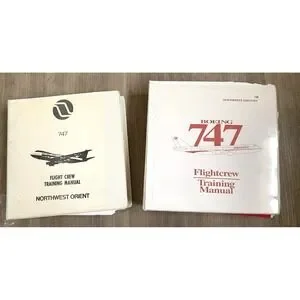 747
FLIGHT CREW
TRAINING MANUAL
NORTHWEST ORIENT
BOEING
747
Flightcrew
Training
Manual